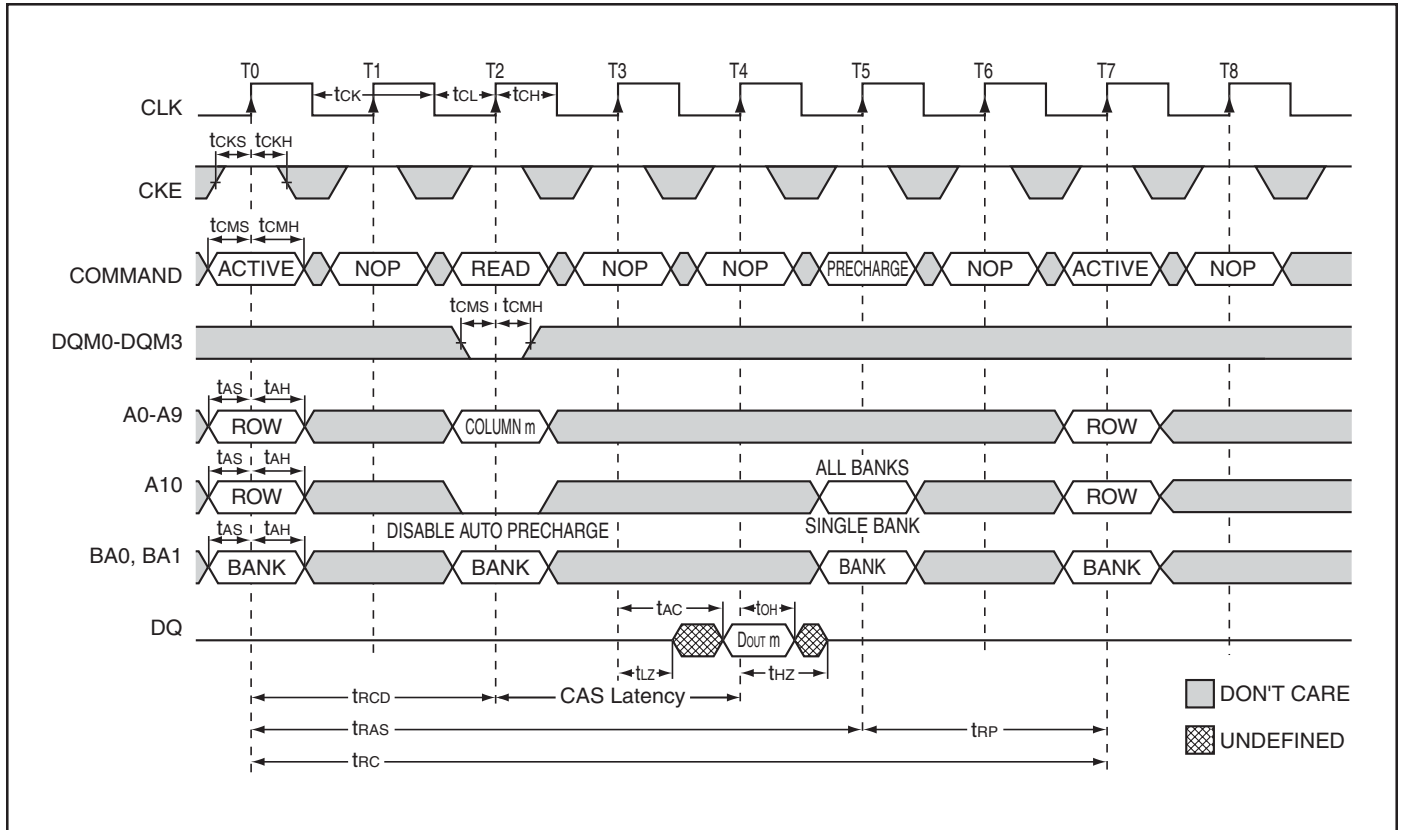 T0 T1 T2 T3 T4 T5 T6 T7 T8
tCK tCL tCH
CLK
tCKS tCKH
CKE
tCMS tCMH
COMMAND ACTIVE NOP READ NOP NOP PRECHARGE NOP ACTIVE NOP
tCMS tCMH
DQM0-DQM3
tAS tAH
A0-A9 ROW COLUMN m ROW
tAS tAH ALL BANKS
A10 ROW ROW
DISABLE AUTO PRECHARGE SINGLE BANK
tAS tAH
BA0, BA1 BANK BANK BANK BANK
tAC tOH
DQ DOUT m
tLZ tHZ
tRCD CAS Latency
DON'T CARE
tRAS tRP
UNDEFINED
tRC